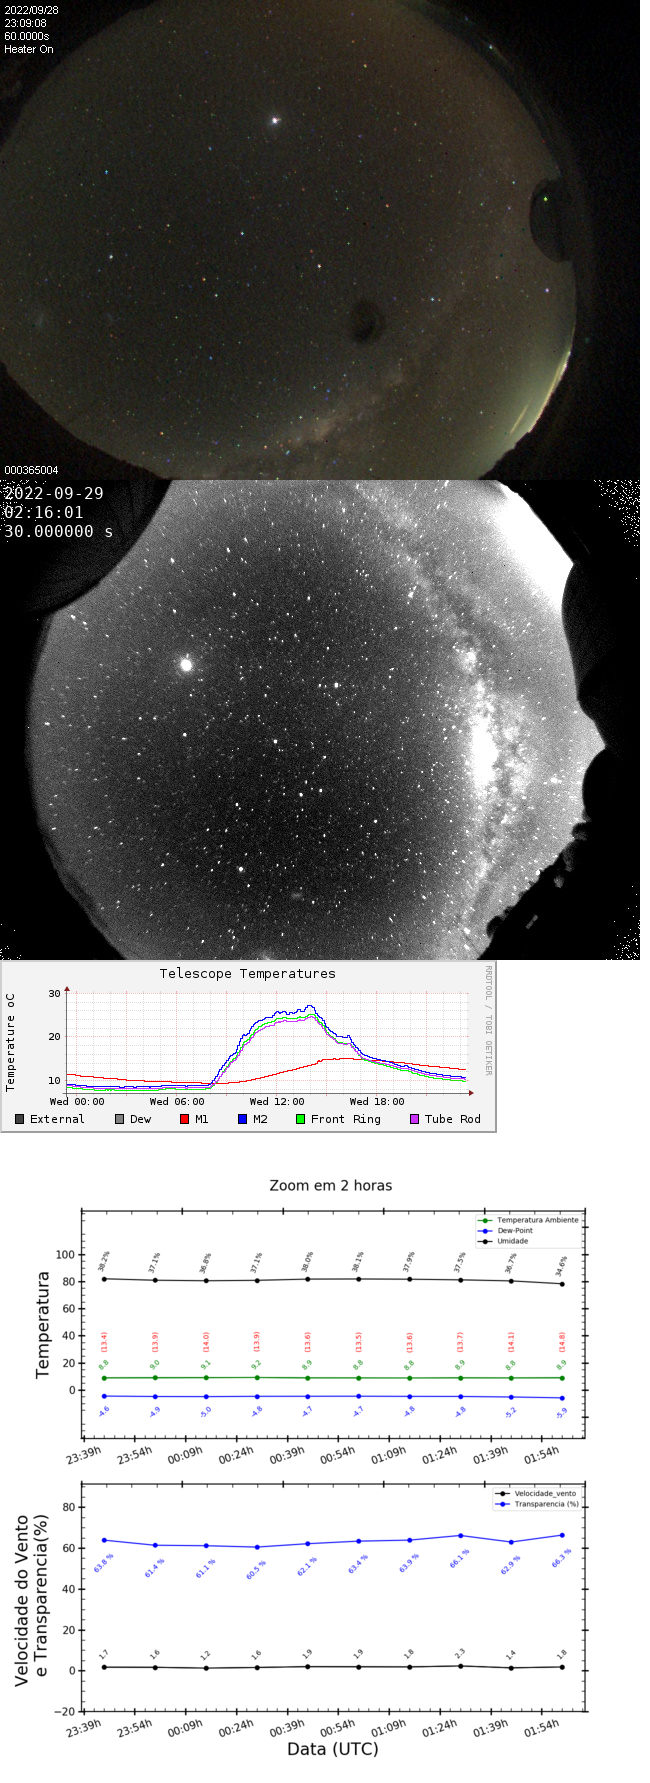 2022/09/28
23:09:08
60.0000s
Heater On
000365004
2022-09-29
02:16:01
30.000000 s
Telescope Temperatures
RRDTOOL / TOBI OETIKER
Temperature oC
30
20
10
Wed 00:00 Wed 06:00 Wed 12:00 Wed 18:00
External Dew M1 M2 Front Ring Tube Rod
Zoom em 2 horas
Temperatura Ambiente
Dew-Point
Umidade
Temperatura
100
80
60
40
20
0
38.2% 37.1% 36.8% 37.1% 38.0% 38.1% 37.9% 37.5% 36.7% 34.6%
(13.4) (13.9) (14.0) (13.9) (13.6) (13.5) (13.6) (13.7) (14.1) (14.8)
8.8 9.0 9.1 9.2 8.9 8.8 8.8 8.9 8.8 8.9
-4.6 -4.9 -5.0 -4.8 -4.7 -4.7 -4.8 -4.8 -5.2 -5.9
23:39h 23:54h 00:09h 00:24h 00:39h 00:54h 01:09h 01:24h 01:39h 01:54h
Velocidade_vento
Transparencia (%)
Velocidade do Vento
e Transparencia(%)
80
60
40
20
0
−20
63.8 % 61.4 % 61.1 % 60.5 % 62.1 % 63.4 % 63.9 % 66.1 % 62.9 % 66.3 %
1.7 1.6 1.2 1.6 1.9 1.9 1.8 2.3 1.4 1.8
23:39h 23:54h 00:09h 00:24h 00:39h 00:54h 01:09h 01:24h 01:39h 01:54h
Data (UTC)